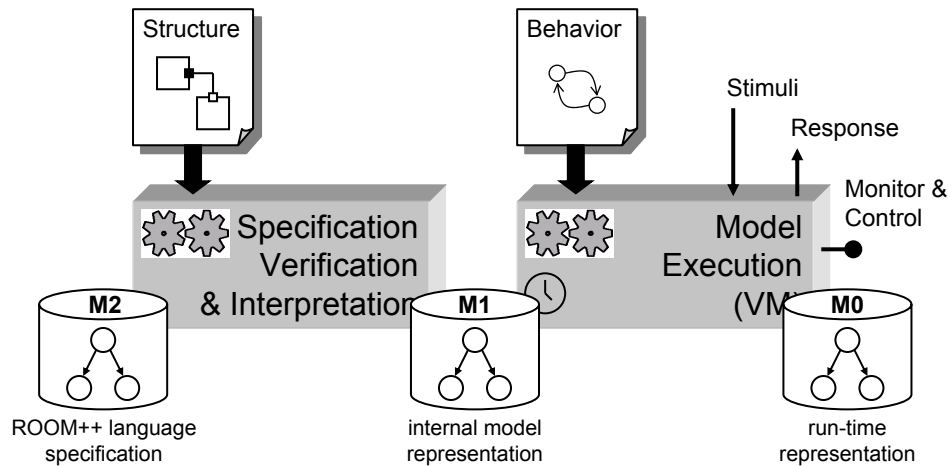 Structure
Behavior
Stimuli
Response
Monitor &
Control
Specification
Verification
& Interpretation
Model
Execution
(VM)
M2
M1
M0
ROOM++ language
specification
internal model
representation
run-time
representation